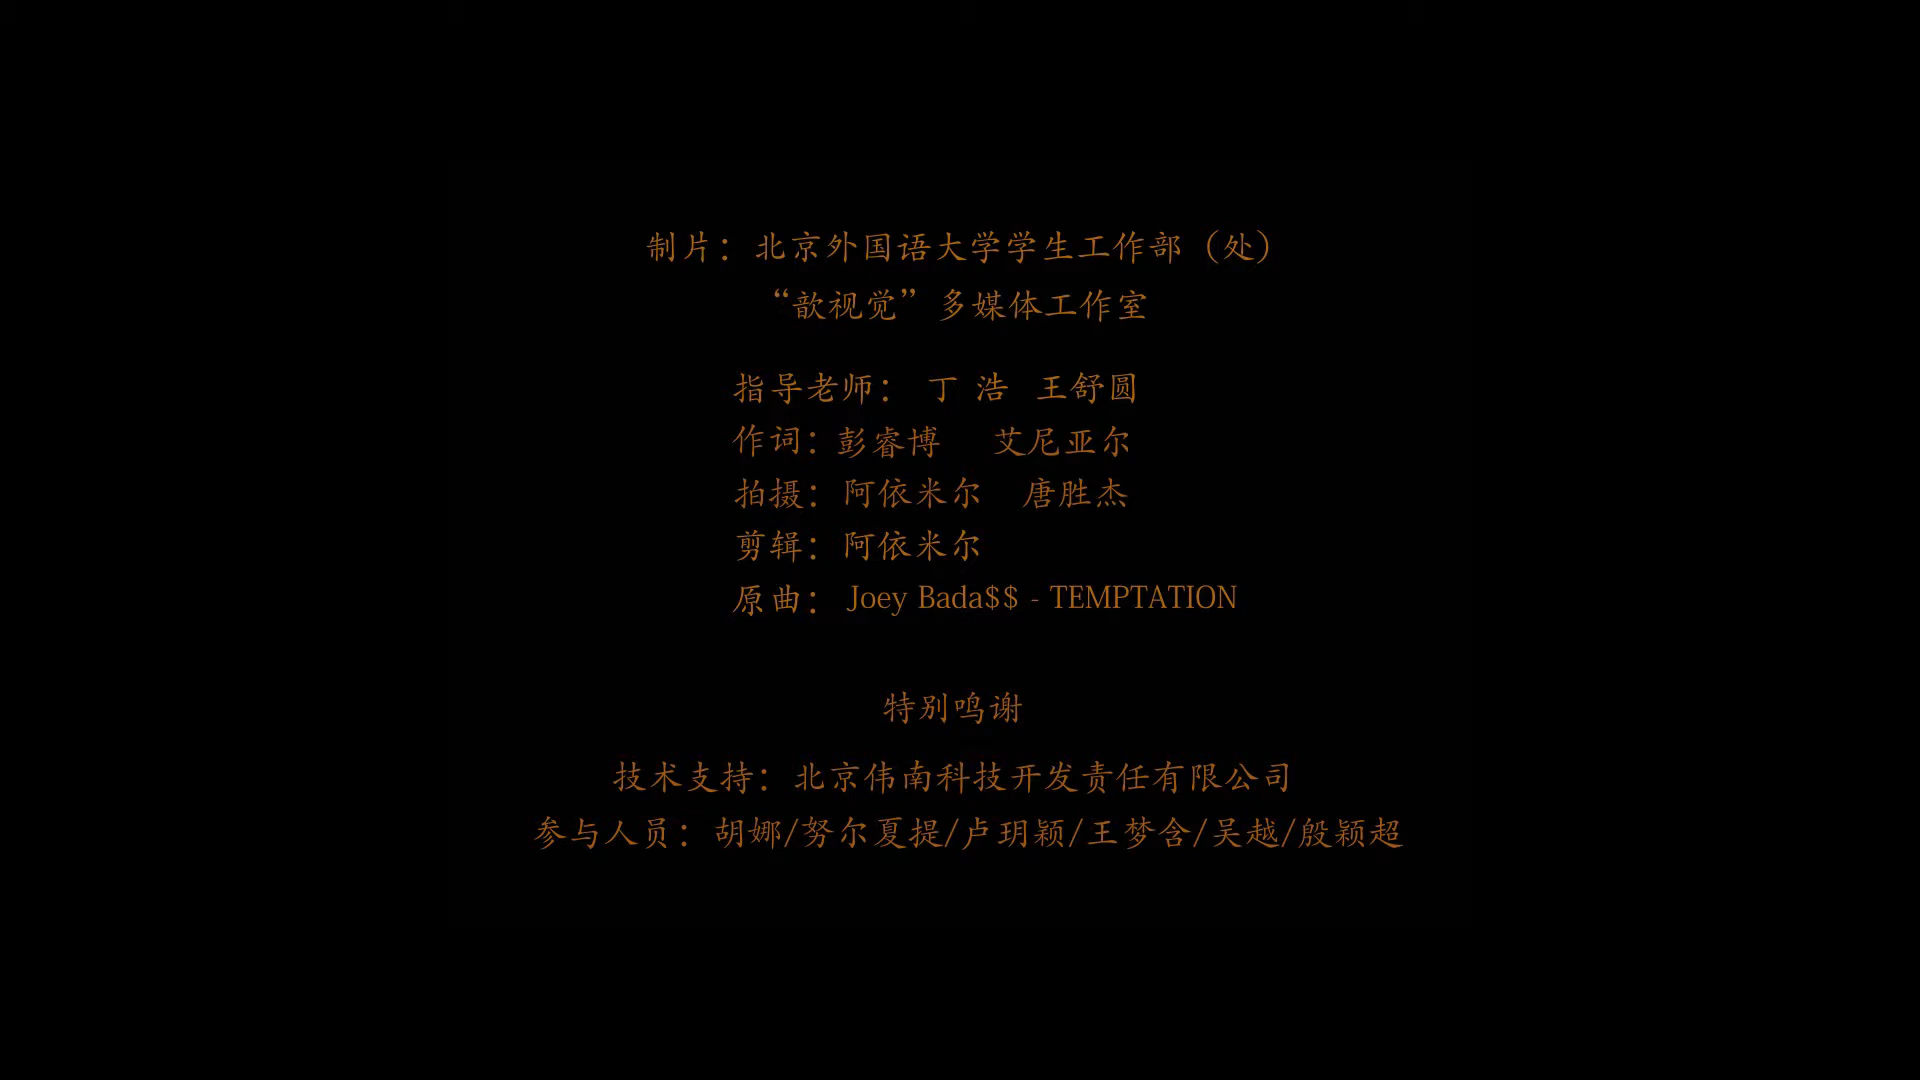 制片：北京外国语大学学生工作部（处）
“歆视觉”多媒体工作室
指导老师： 丁 浩 王舒圆
作词：彭睿博 艾尼亚尔
拍摄：阿依米尔 唐胜杰
剪辑：阿依米尔
原曲： Joey Bada$$ - TEMPTATION
特别鸣谢
技术支持：北京伟南科技开发责任有限公司
参与人员：胡娜/努尔夏提/卢玥颖/王梦含/吴越/殷颖超